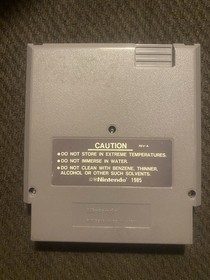 CAUTION
• DO NOT STORE IN EXTREME TEMPERATURES.
• DO NOT IMMERSE IN WATER.
• DO NOT CLEAN WITH BENZENE, THINNER,
ALCOHOL OR OTHER SUCH SOLVENTS.
©Nintendo 1985